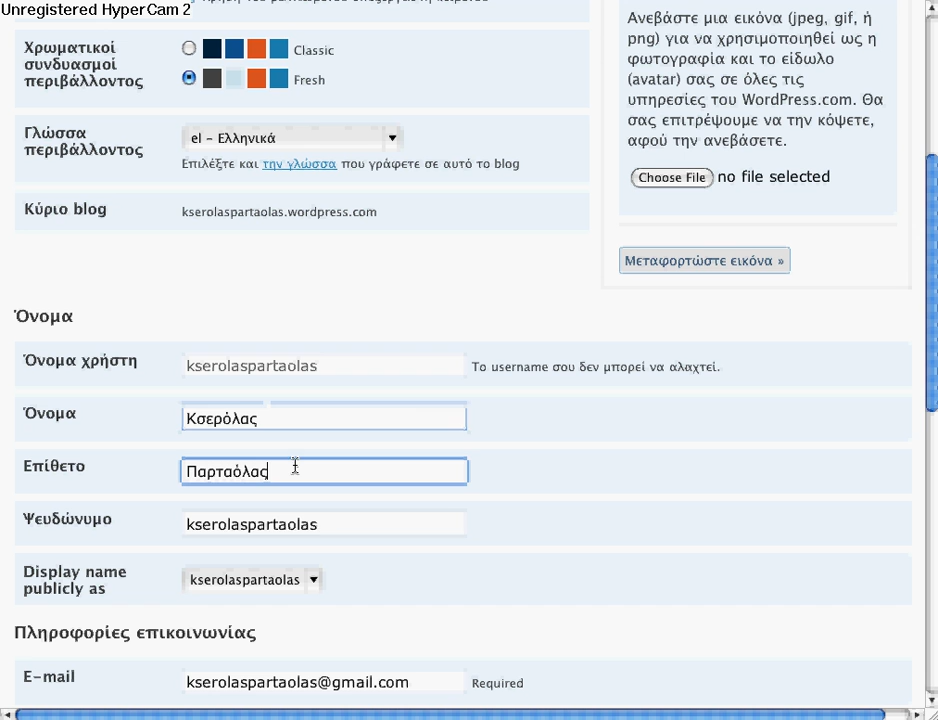 Unregistered HyperCam 2
Χρωματικοί
συνδυασμοί
περιβάλλοντος
Classic
Fresh
Γλώσσα
περιβάλλοντος
el – Ελληνικά
Επιλέξτε και την γλώσσα που γράφετε σε αυτό το blog
Κύριο blog
kserolaspartaolas.wordpress.com
Ανεβάστε μια εικόνα (jpeg, gif, ή
png) για να χρησιμοποιηθεί ως η
φωτογραφία και το είδωλο
(avatar) σας σε όλες τις
υπηρεσίες του WordPress.com. Θα
σας επιτρέψουμε να την κόψετε,
αφού την ανεβάσετε.
Choose File no file selected
Μεταφορτώστε εικόνα »
Όνομα
Όνομα χρήστη
kserolaspartaolas
Το username σου δεν μπορεί να αλαχτεί.
Όνομα
Κσερόλας
Επίθετο
Παρταόλας
Ψευδώνυμο
kserolaspartaolas
Display name
publicly as
kserolaspartaolas
Πληροφορίες επικοινωνίας
E-mail
kserolaspartaolas@gmail.com
Required